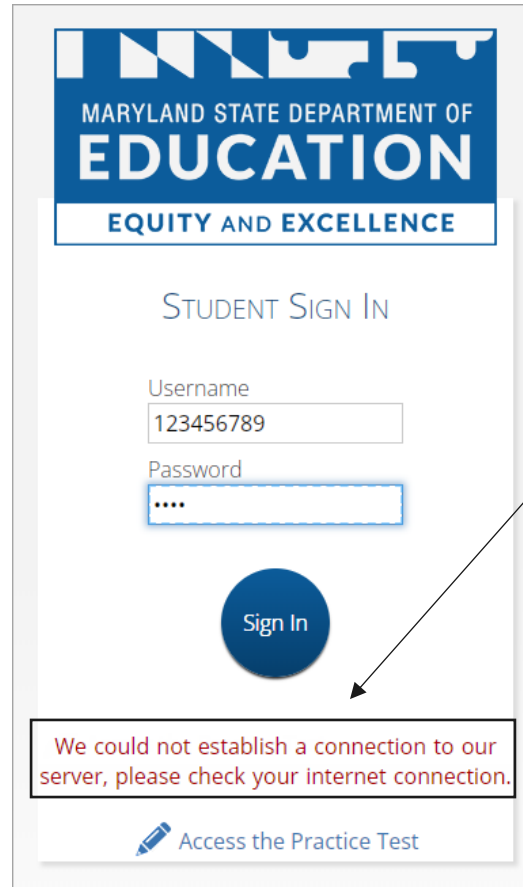 MARYLAND STATE DEPARTMENT OF
EDUCATION
EQUITY AND EXCELLENCE
STUDENT SIGN IN
Username
123456789
Password
••••
Sign In
We could not establish a connection to our
server, please check your internet connection.
Access the Practice Test